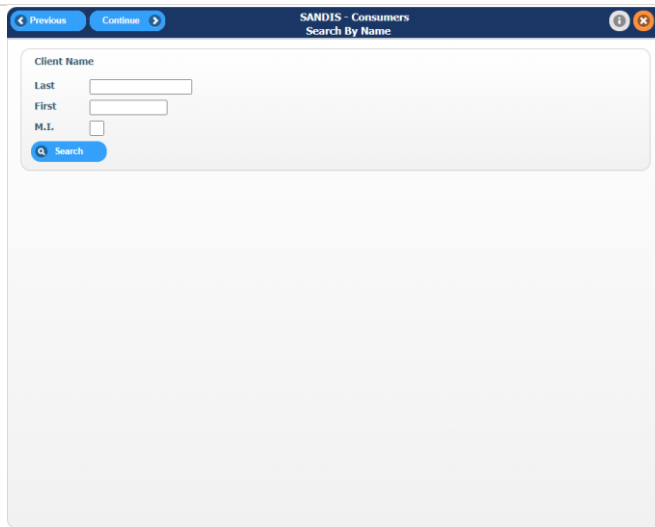 Previous
Continue
SANDIS - Consumers
Search By Name
Client Name
Last
First
M.I.
Search